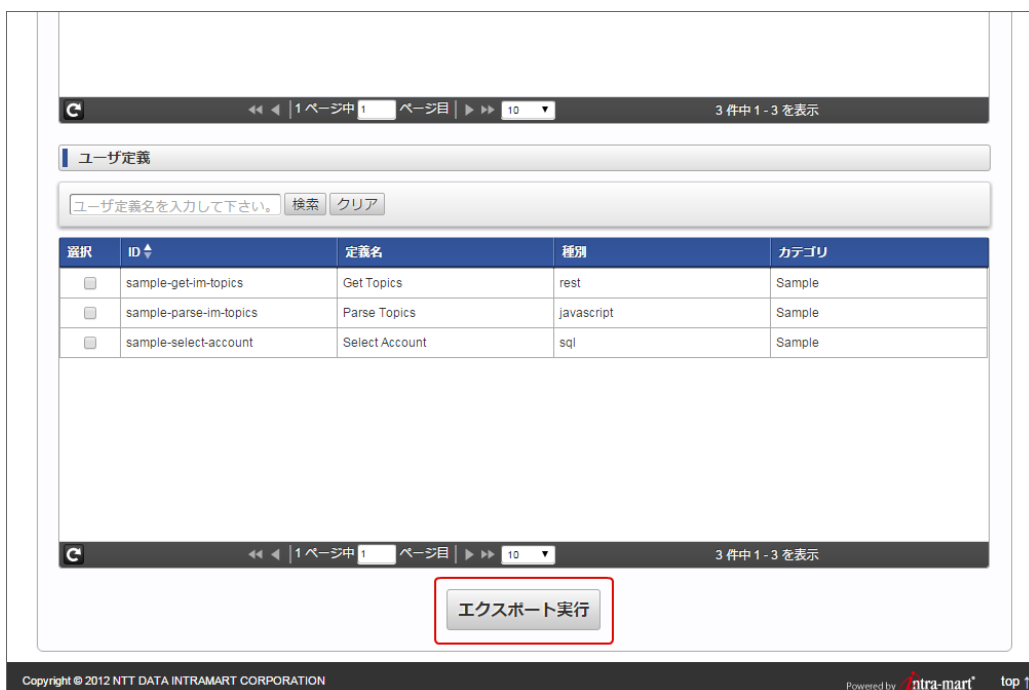 1 ページ中 1 ページ目 10 3 件中 1 - 3 を表示
ユーザ定義
ユーザ定義名を入力して下さい。 検索 クリア
選択 ID 定義名 種別 カテゴリ
sample-get-im-topics Get Topics rest Sample
sample-parse-im-topics Parse Topics javascript Sample
sample-select-account Select Account sql Sample
1 ページ中 1 ページ目 10 3 件中 1 - 3 を表示
エクスポート実行
Copyright © 2012 NTT DATA INTRAMART CORPORATION Powered by intra-mart top ↑